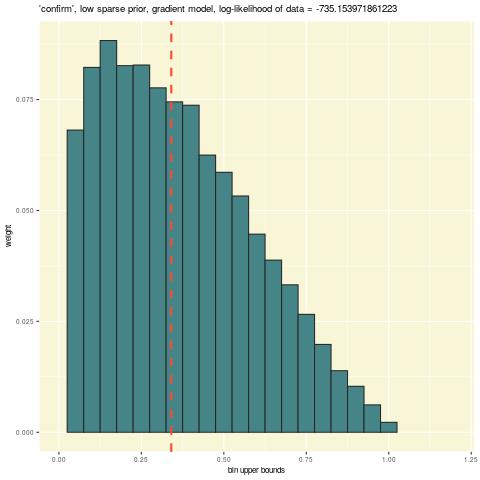 'confirm', low sparse prior, gradient model, log-likelihood of data = -735.153971861223
0.075
0.050
0.025
0.000
weight
0.00 0.25 0.50 0.75 1.00 1.25
bin upper bounds